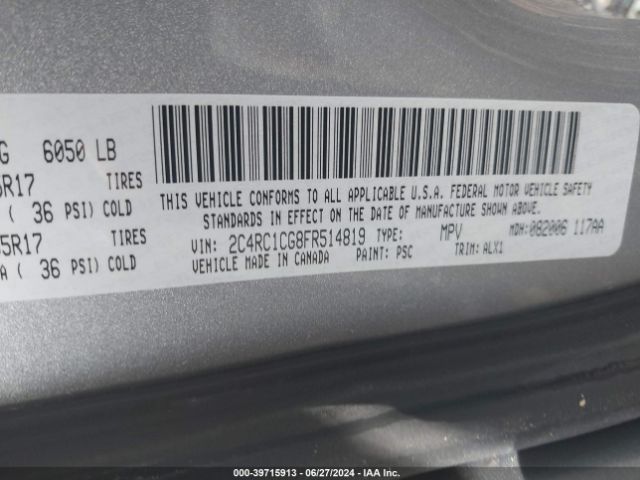 G 6050 LB
5R17 TIRES
( 36 PSI) COLD
5R17 TIRES
A ( 36 PSI) COLD
THIS VEHICLE CONFORMS TO ALL APPLICABLE U.S.A. FEDERAL MOTOR VEHICLE SAFETY
STANDARDS IN EFFECT ON THE DATE OF MANUFACTURE SHOWN ABOVE.
VIN: 2C4RC1CG8FR514819 TYPE: MPV MDH:082006 117AA
VEHICLE MADE IN CANADA PAINT: PSC TRIM: ALX1
000-39715913 - 06/27/2024 - IAA Inc.